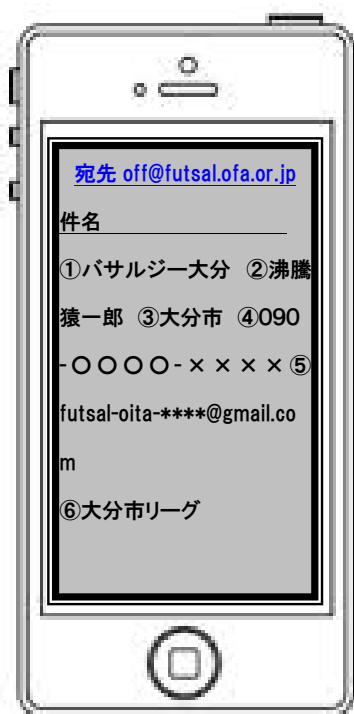 宛先 off@futsal.ofa.or.jp
件名
①バサルジー大分 ②沸騰
猿一郎 ③大分市 ④090
-〇〇〇〇-××××⑤
futsal-oita-****@gmail.co
m
⑥大分市リーグ